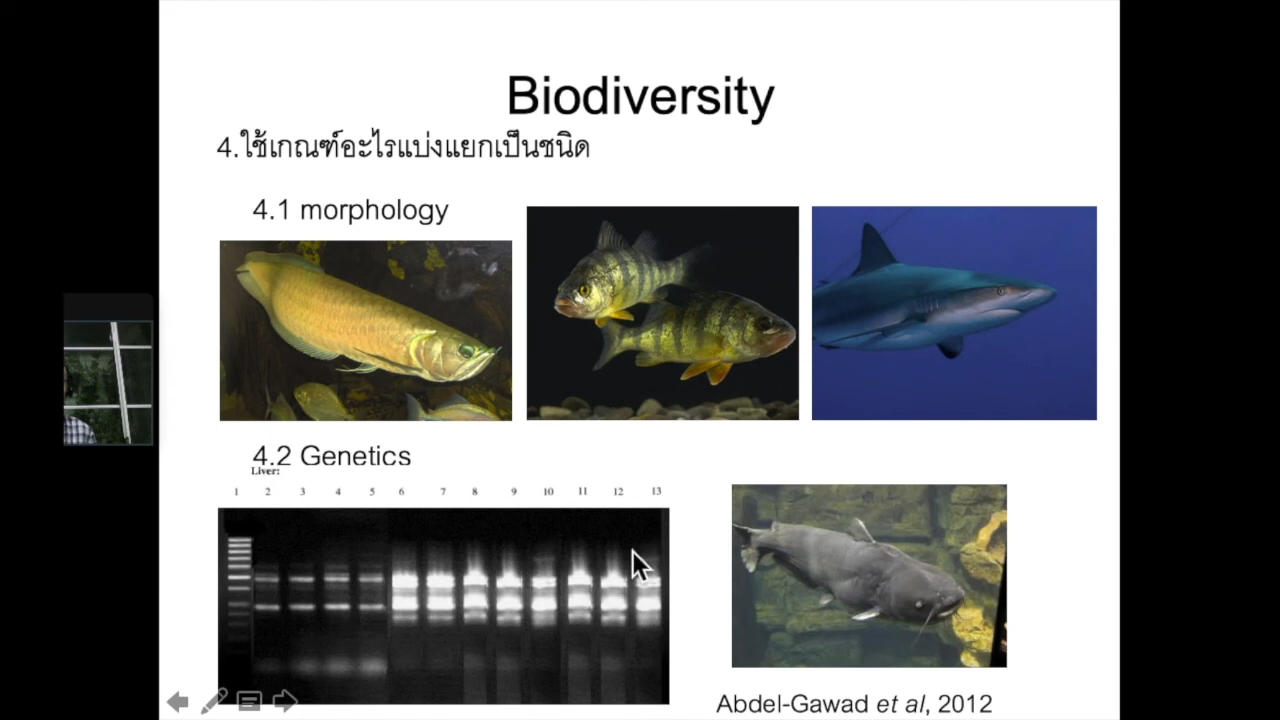 Biodiversity
4.ใช้เกณฑ์อะไรแบ่งแยกเป็นชนิด
4.1 morphology
4.2 Genetics
Liver:
1 2 3 4 5 6 7 8 9 10 11 12 13
Abdel-Gawad et al, 2012